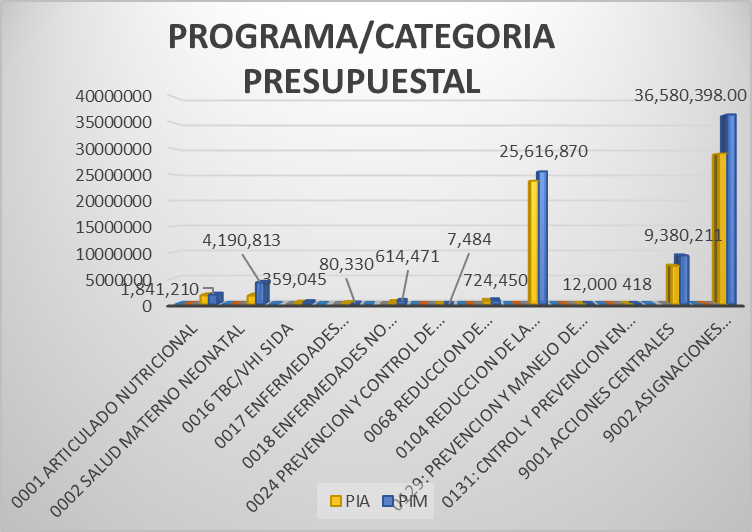 PROGRAMA/CATEGORIA
PRESUPUESTAL
40000000
35000000
30000000
25000000
20000000
15000000
10000000
5000000
0
1,841,210
4,190,813
359,045
80,330
614,471
7,484
724,450
25,616,870
12,000
418
9,380,211
36,580,398.00
0001 ARTICULADO NUTRICIONAL
0002 SALUD MATERNO NEONATAL
0016 TBC/VHI SIDA
0017 ENFERMEDADES...
0018 ENFERMEDADES NO...
0024 PREVENCION Y CONTROL DE...
0068 REDUCCION DE...
0104 REDUCCION DE LA...
0129: PREVENCION Y MANEJO DE...
0131: CNTROL Y PREVENCION EN...
9001 ACCIONES CENTRALES
9002 ASIGNACIONES...
PIA PIM